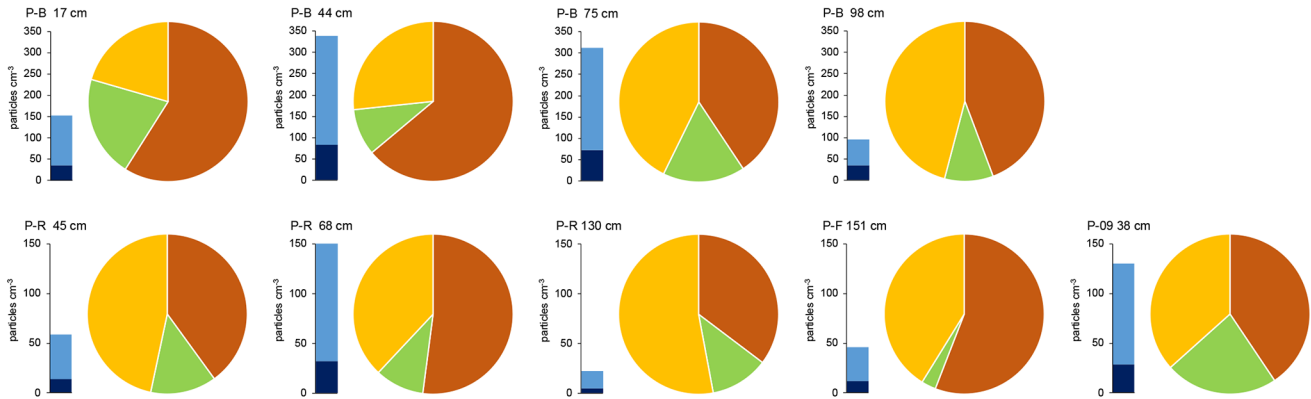 P-B 17 cm
350
300
250
200
150
100
50
0
particles cm-3
P-B 44 cm
350
300
250
200
150
100
50
0
particles cm-3
P-B 75 cm
350
300
250
200
150
100
50
0
particles cm-3
P-B 98 cm
350
300
250
200
150
100
50
0
particles cm-3
P-R 45 cm
150
100
50
0
particles cm-3
P-R 68 cm
150
100
50
0
particles cm-3
P-R 130 cm
150
100
50
0
particles cm-3
P-F 151 cm
150
100
50
0
particles cm-3
P-09 38 cm
150
100
50
0
particles cm-3